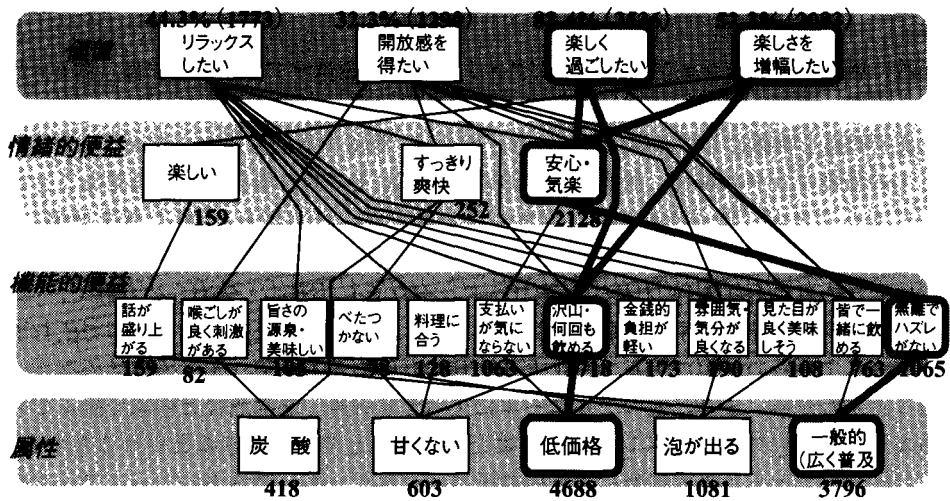 44.3% (1773)
32.3% (1290)
リラックス
したい
開放感を
得たい
楽しく
過ごしたい
楽しさを
増幅したい
価値
情緒的便益
楽しい
すっきり
爽快
安心・
気楽
159
252
2128
機能的便益
話が
盛り上
がる
喉ごしが
良く刺激
がある
旨さの
源泉・
美味しい
べたつ
かない
料理に
合う
支払い
が気に
ならない
沢山・
何回も
飲める
金銭的
負担が
軽い
雰囲気・
気分が
良くなる
見た目が
良く美味
しそう
皆で一
緒に飲
める
無難で
ハズレ
がない
159
82
128
1063
173
108
763
属性
炭 酸
甘くない
低価格
泡が出る
一般的
(広く普及
418
603
4688
1081
3796